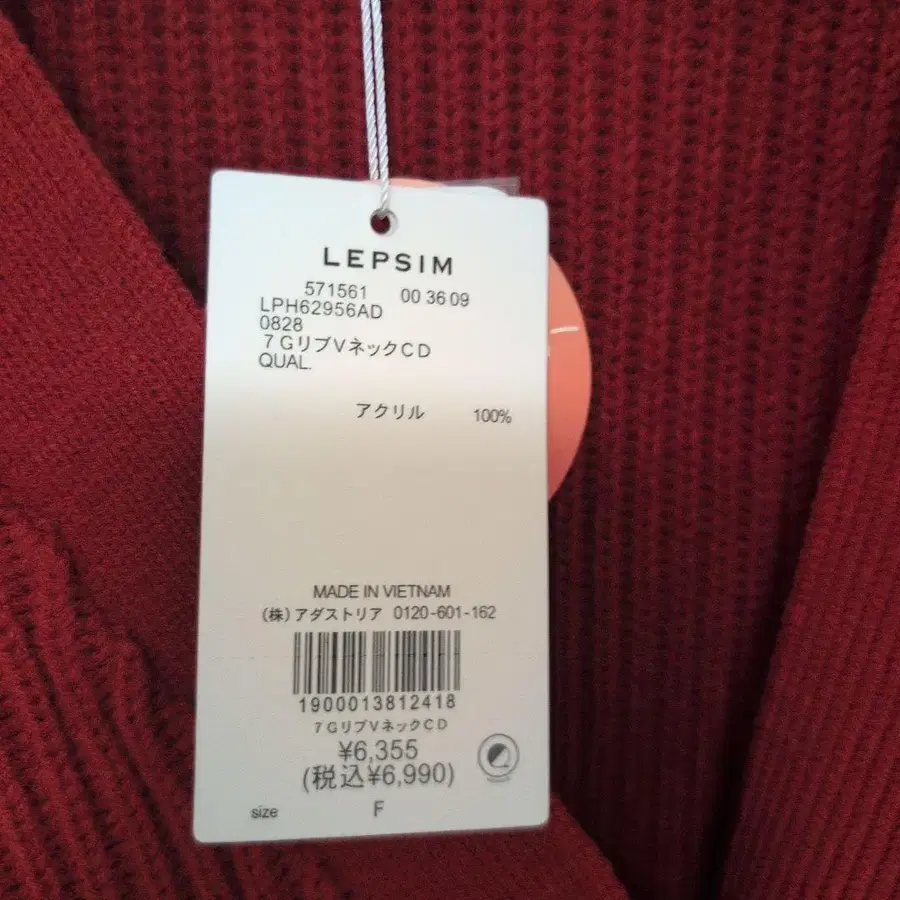 LEPSIM
571561 00 36 09
LPH62956AD
0828
7GリブVネックCD
QUAL.
アクリル 100%
MADE IN VIETNAM
(株)アダストリア 0120-601-162
1900013812418
7GリブVネックCD
¥6,355
(税込¥6,990)
size F